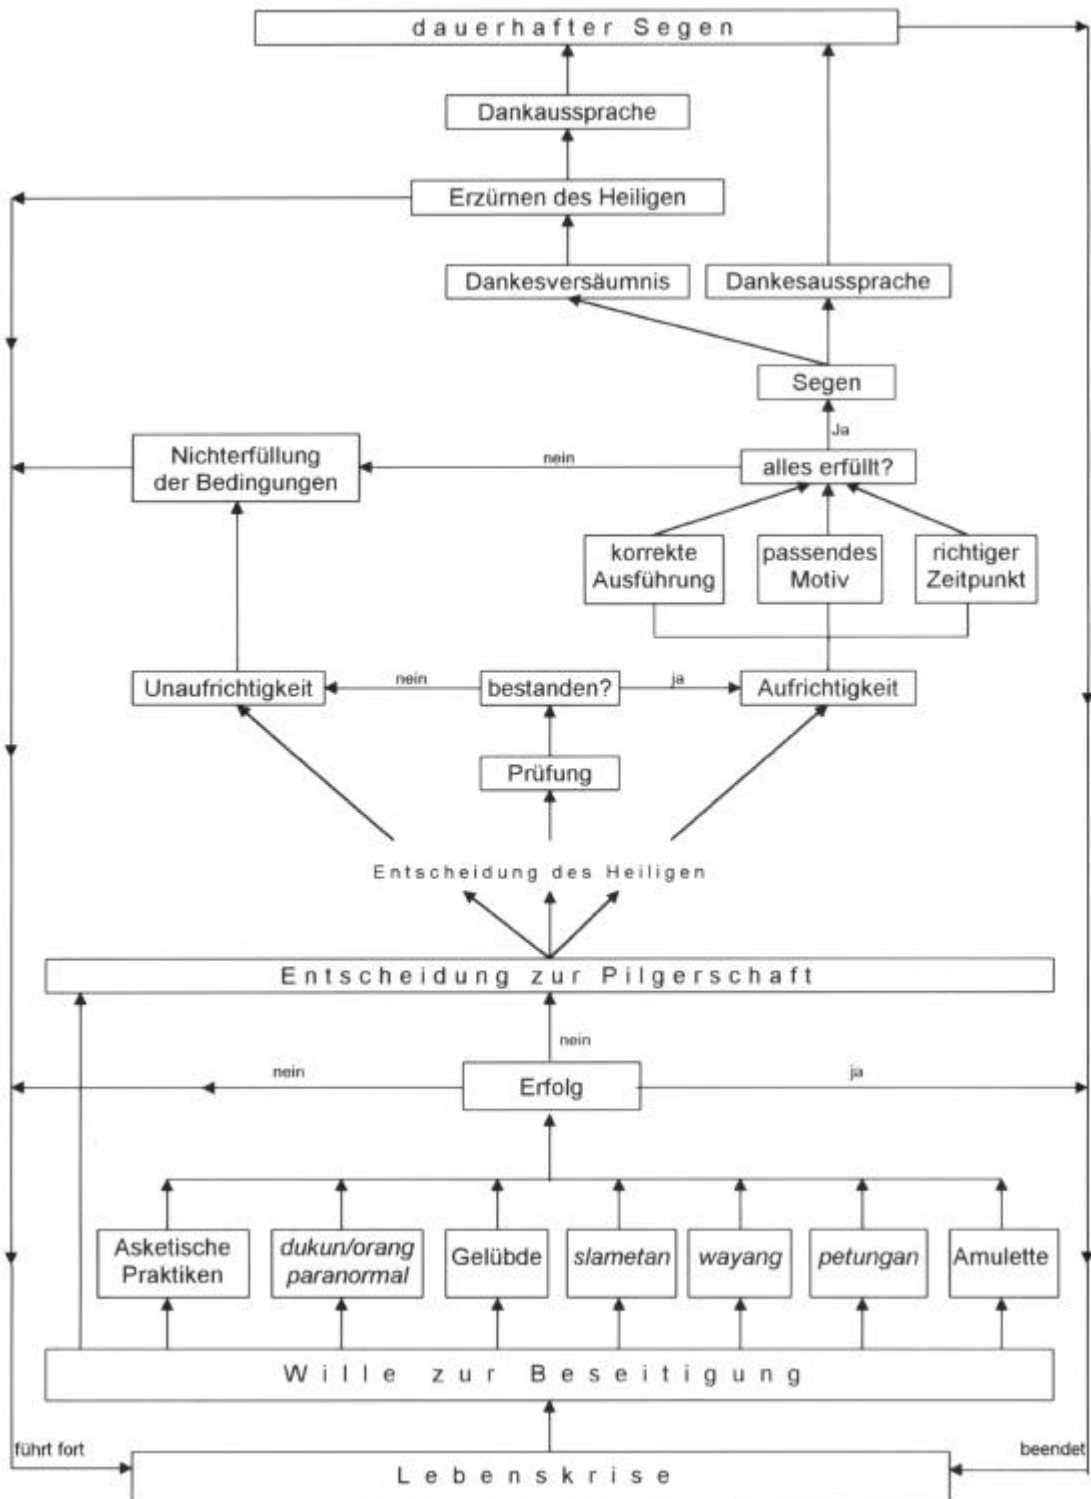 dauerhafter Segen
Dankaussprache
Erzürnen des Heiligen
Dankesversäumnis
Dankesaussprache
Segen
Ja
Nichterfüllung
der Bedingungen
nein
alles erfüllt?
korrekte
Ausführung
passendes
Motiv
richtiger
Zeitpunkt
Unaufrichtigkeit
nein
bestanden?
ja
Aufrichtigkeit
Prüfung
Entscheidung des Heiligen
Entscheidung zur Pilgerschaft
nein
nein
Erfolg
ja
Asketische
Praktiken
dukun/orang
paranormal
Gelübde
slametan
wayang
petungan
Amulette
Wille zur Beseitigung
führt fort
beendet
Lebenskrise